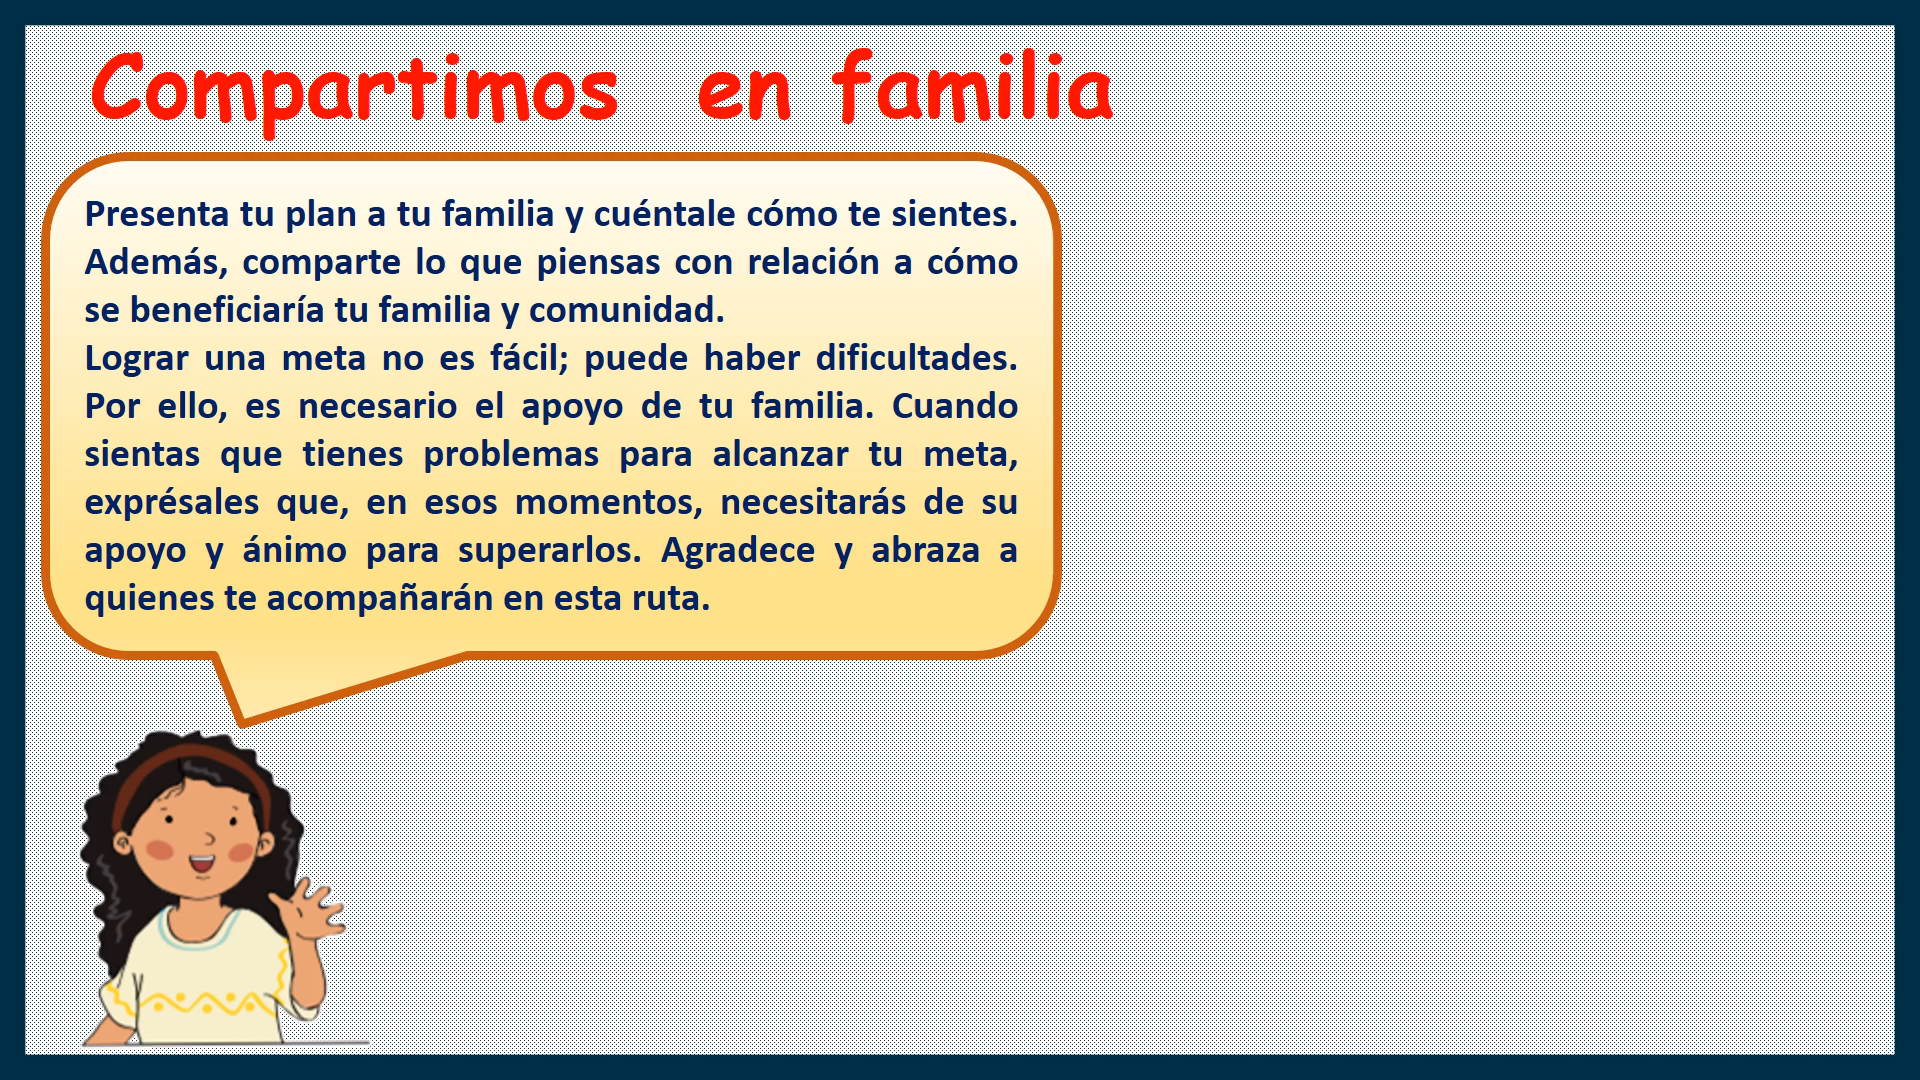 Compartimos en familia
Presenta tu plan a tu familia y cuéntale cómo te sientes.
Además, comparte lo que piensas con relación a cómo
se beneficiaría tu familia y comunidad.
Lograr una meta no es fácil; puede haber dificultades.
Por ello, es necesario el apoyo de tu familia. Cuando
sientas que tienes problemas para alcanzar tu meta,
exprésales que, en esos momentos, necesitarás de su
apoyo y ánimo para superarlos. Agradece y abraza a
quienes te acompañarán en esta ruta.